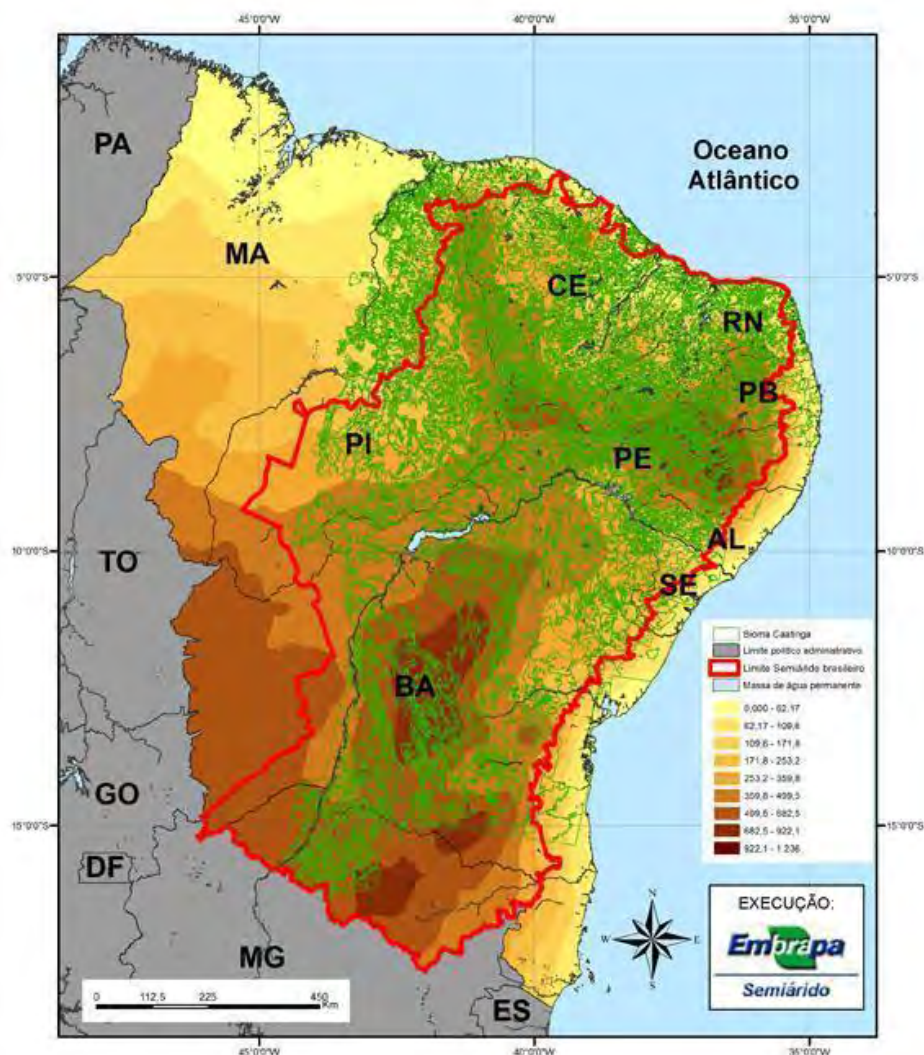 45°0'0"W 40°0'0"W 35°0'0"W
PA
Oceano
Atlântico
MA
5°0'0"S 5°0'0"S
CE
RN
PB
PI
PE
AL
10°0'0"S 10°0'0"S
TO
SE
Bioma Caatinga
Limite político administrativo
Limite Semiárido brasileiro
Massa de água permanente
BA
0,000 - 62,17
62,17 - 109,6
109,6 - 171,8
171,8 - 253,2
253,2 - 359,8
359,8 - 499,5
499,5 - 682,5
682,5 - 922,1
922,1 - 1.236
GO
15°0'0"S 15°0'0"S
DF
EXECUÇÃO:
N
W E
S
Embrapa
Semiárido
MG
0 112,5 225 450
Km
ES
45°0'0"W 40°0'0"W 35°0'0"W